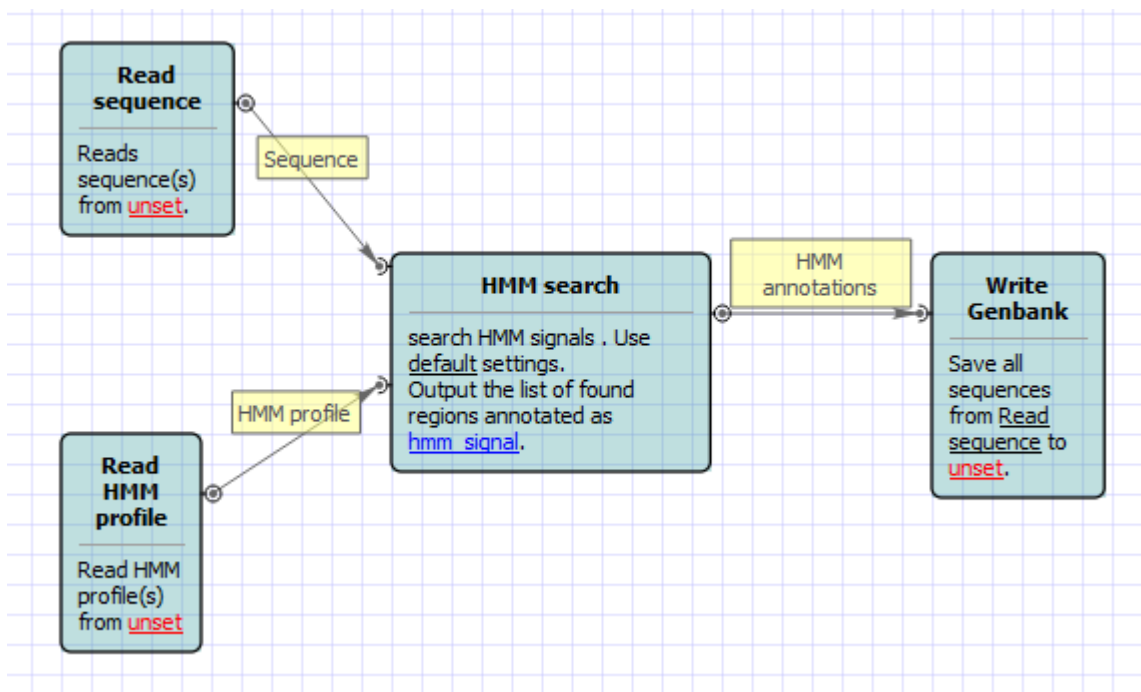 Read
sequence
Reads
sequence(s)
from unset.
Sequence
HMM search
search HMM signals . Use
default settings.
Output the list of found
regions annotated as
hmm_signal.
HMM
annotations
Write
Genbank
Save all
sequences
from Read
sequence to
unset.
HMM profile
Read
HMM
profile
Read HMM
profile(s)
from unset